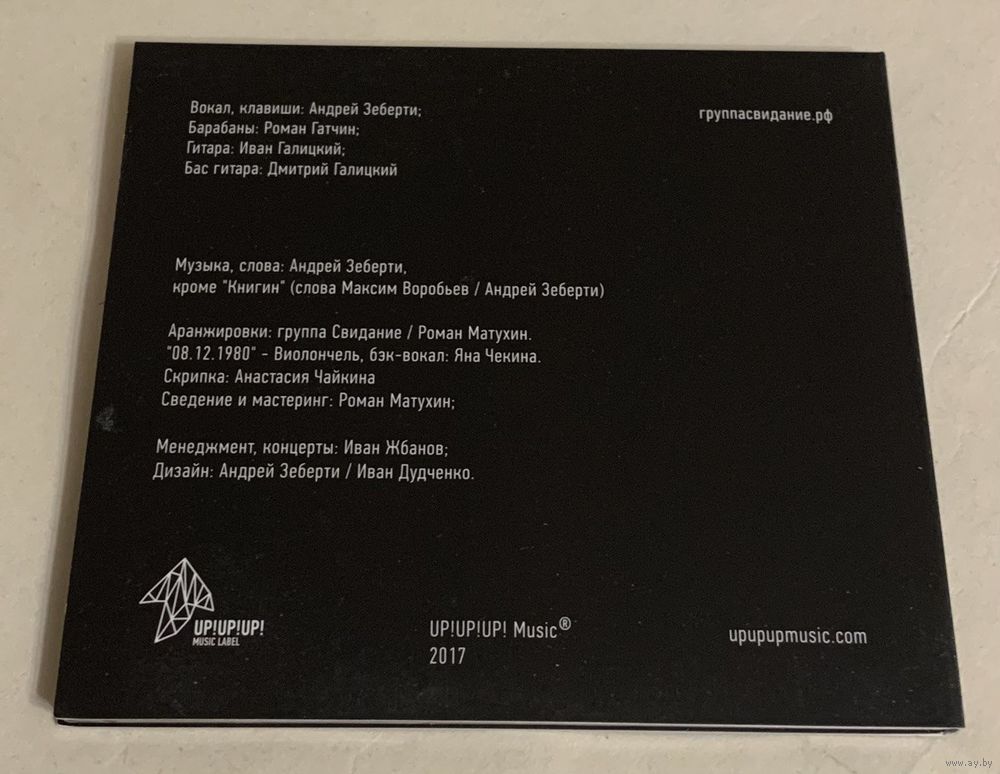 Вокал, клавиши: Андрей Зеберти;
Барабаны: Роман Гатчин;
Гитара: Иван Галицкий;
Бас гитара: Дмитрий Галицкий
группасвидание.рф
Музыка, слова: Андрей Зеберти,
кроме "Книгин" (слова Максим Воробьев / Андрей Зеберти)
Аранжировки: группа Свидание / Роман Матухин.
"08.12.1980" - Виолончель, бэк-вокал: Яна Чекина.
Скрипка: Анастасия Чайкина
Сведение и мастеринг: Роман Матухин;
Менеджмент, концерты: Иван Жбанов;
Дизайн: Андрей Зеберти / Иван Дудченко.
UP!UP!UP!
MUSIC LABEL
UP!UP!UP! Music®
2017
upupupmusic.com
www.ay.by